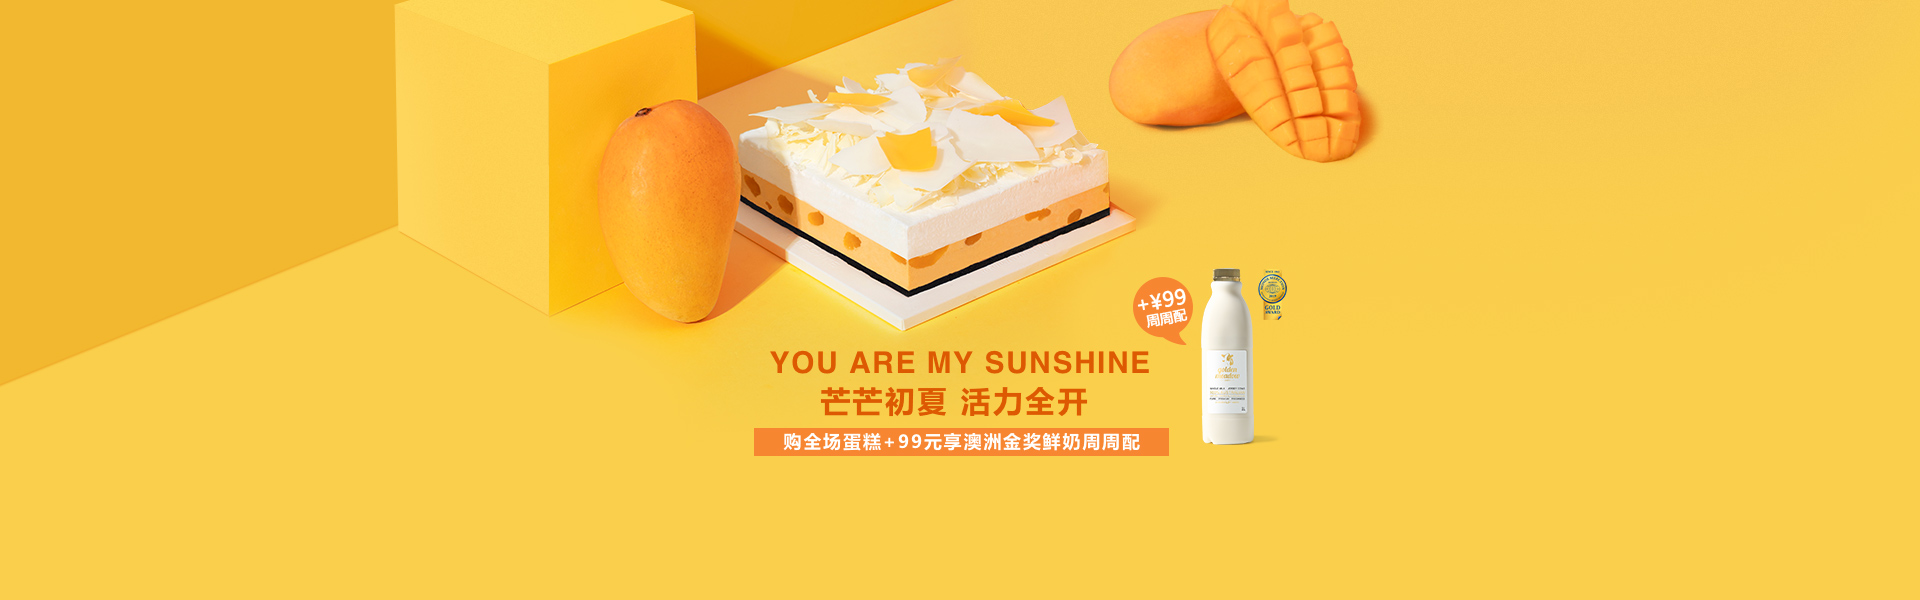 +¥99
周周配
GOLD
AWARD
golden
meadow
YOU ARE MY SUNSHINE
芒芒初夏 活力全开
购全场蛋糕+99元享澳洲金奖鲜奶周周配